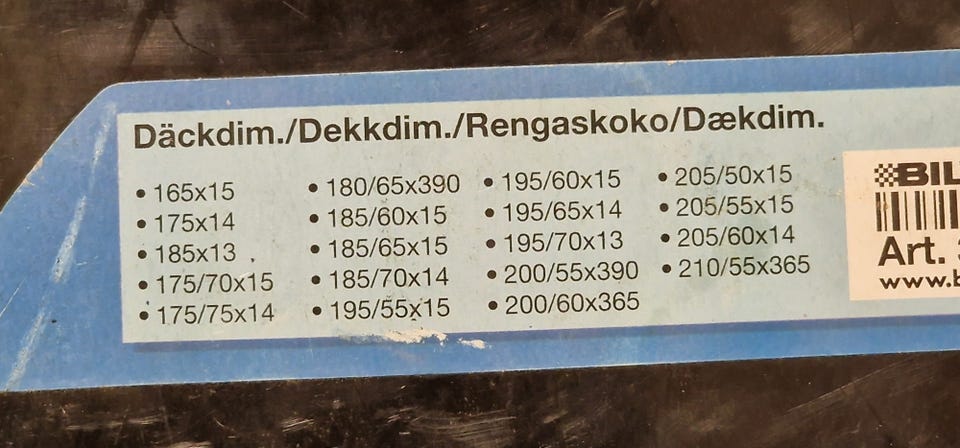 Däckdim./Dekkdim./Rengaskoko/Dækdim.
• 165x15
• 175x14
• 185x13
• 175/70x15
• 175/75x14
• 180/65x390
• 185/60x15
• 185/65x15
• 185/70x14
• 195/55x15
• 195/60x15
• 195/65x14
• 195/70x13
• 200/55x390
• 200/60x365
• 205/50x15
• 205/55x15
• 205/60x14
• 210/55x365
BIL
Art.
www.b